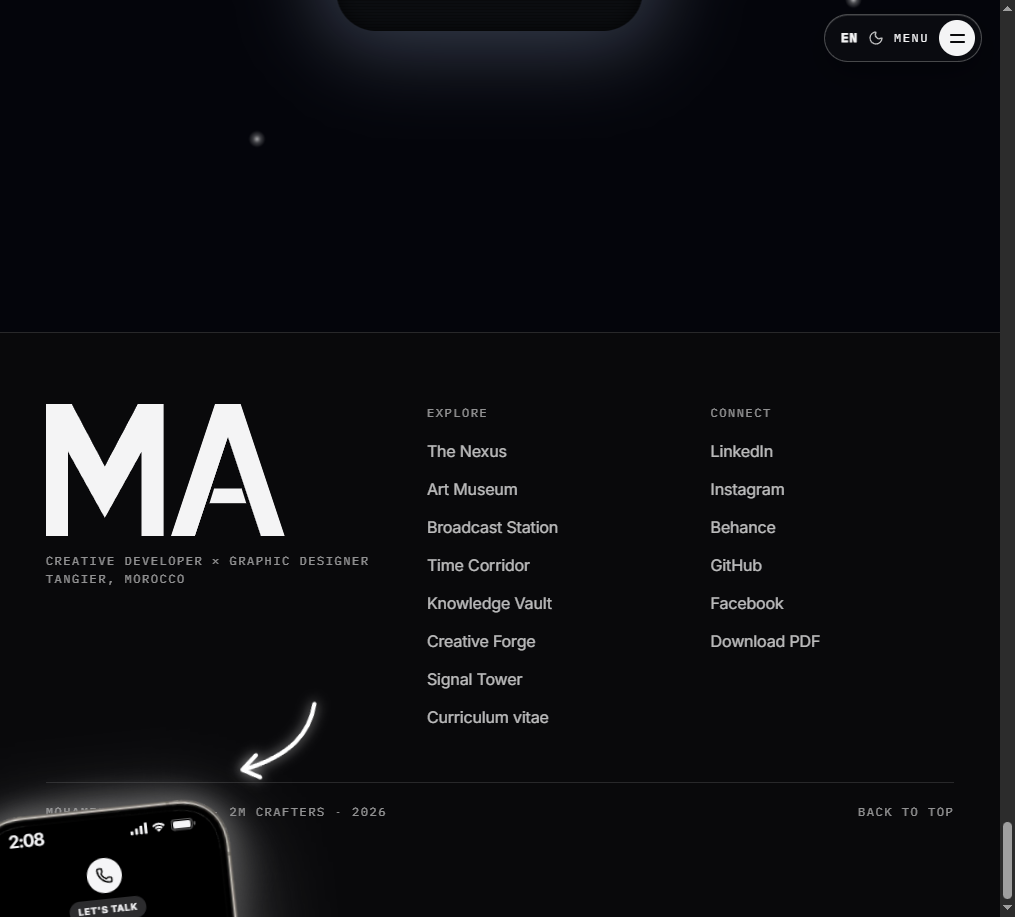 EN MENU
MA
CREATIVE DEVELOPER × GRAPHIC DESIGNER
TANGIER, MOROCCO
EXPLORE
The Nexus
Art Museum
Broadcast Station
Time Corridor
Knowledge Vault
Creative Forge
Signal Tower
Curriculum vitae
CONNECT
LinkedIn
Instagram
Behance
GitHub
Facebook
Download PDF
· 2M CRAFTERS · 2026
BACK TO TOP
2:08
LET'S TALK